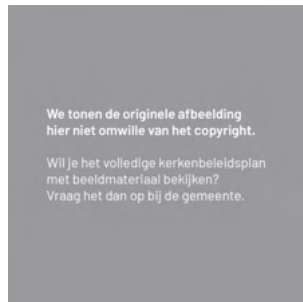 We tonen de originele afbeelding
hier niet omwille van het copyright.
Wil je het volledige kerkenbeleidsplan
met beeldmateriaal bekijken?
Vraag het dan op bij de gemeente.